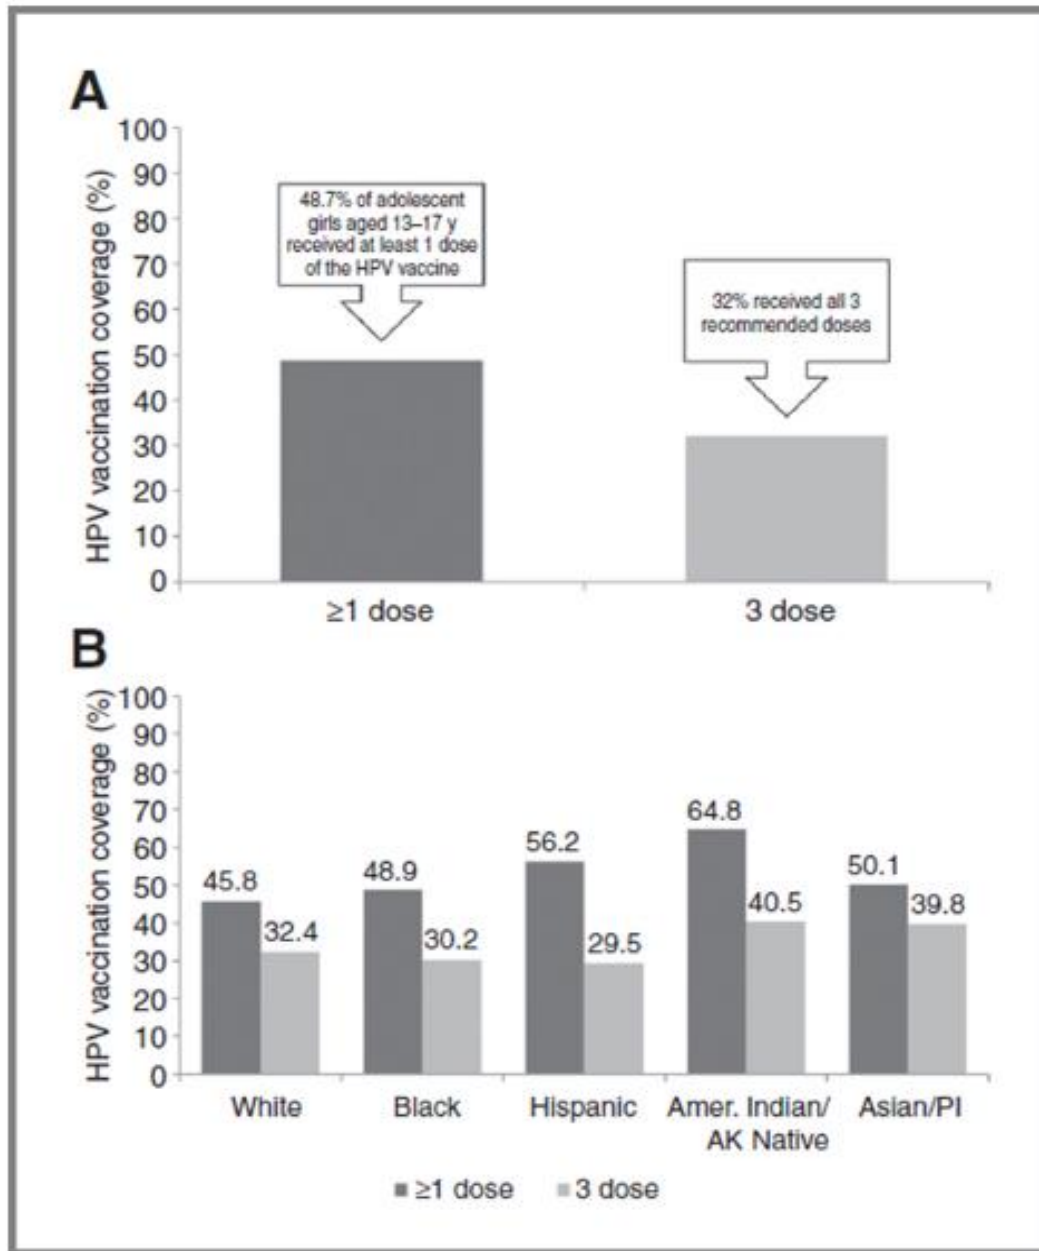 A
HPV vaccination coverage (%)
100
90
80
70
60
50
40
30
20
10
0
48.7% of adolescent
girls aged 13–17 y
received at least 1 dose
of the HPV vaccine
32% received all 3
recommended doses
≥1 dose 3 dose
B
HPV vaccination coverage (%)
100
90
80
70
60
50
40
30
20
10
0
45.8 32.4 48.9 30.2 56.2 29.5 64.8 40.5 50.1 39.8
White Black Hispanic Amer. Indian/ Asian/PI
AK Native
≥1 dose 3 dose